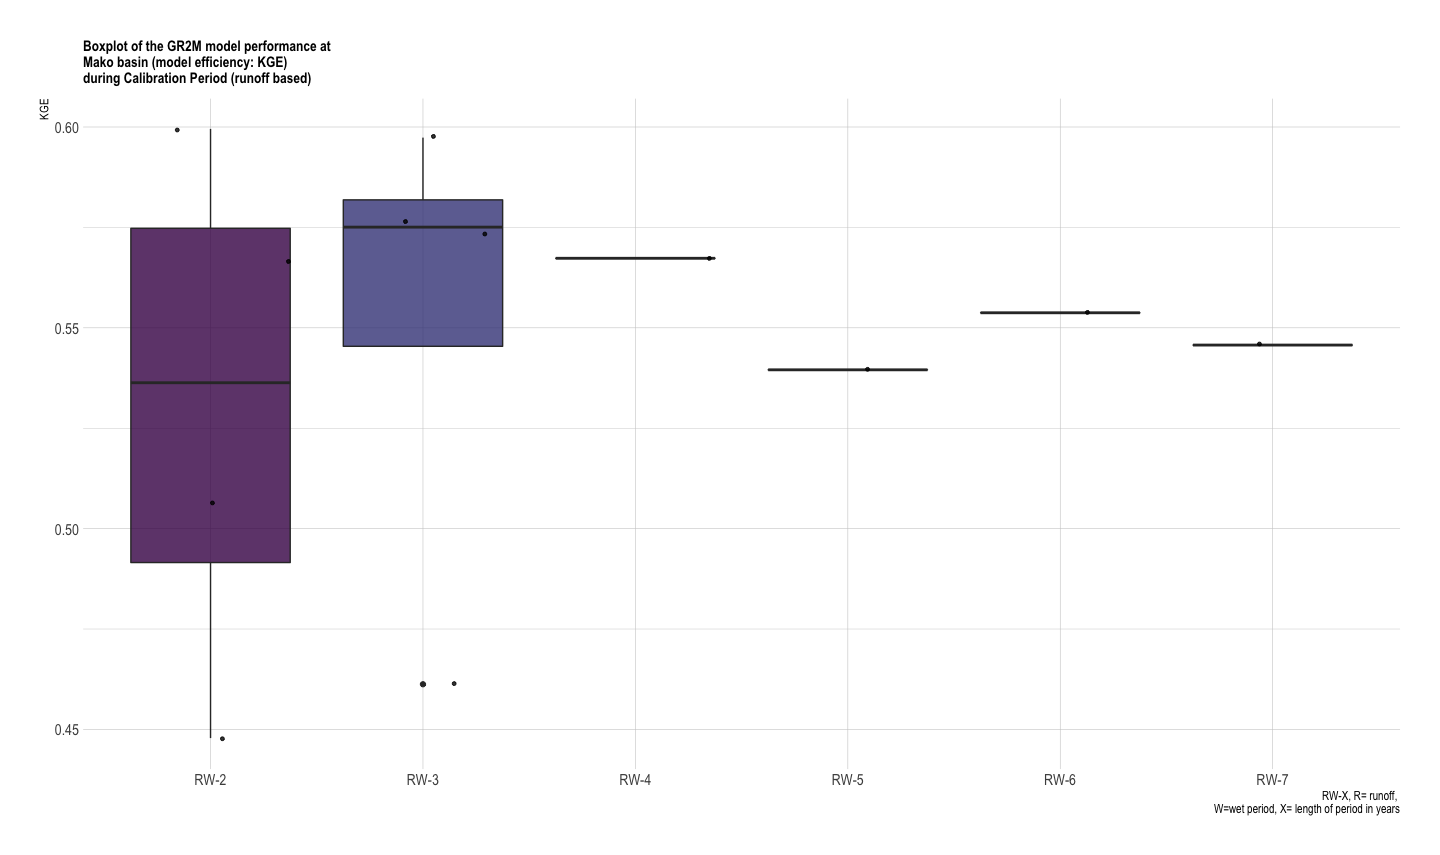 Boxplot of the GR2M model performance at
Mako basin (model efficiency: KGE)
during Calibration Period (runoff based)
KGE
0.60
0.55
0.50
0.45
RW-2 RW-3 RW-4 RW-5 RW-6 RW-7
RW-X, R= runoff,
W=wet period, X= length of period in years